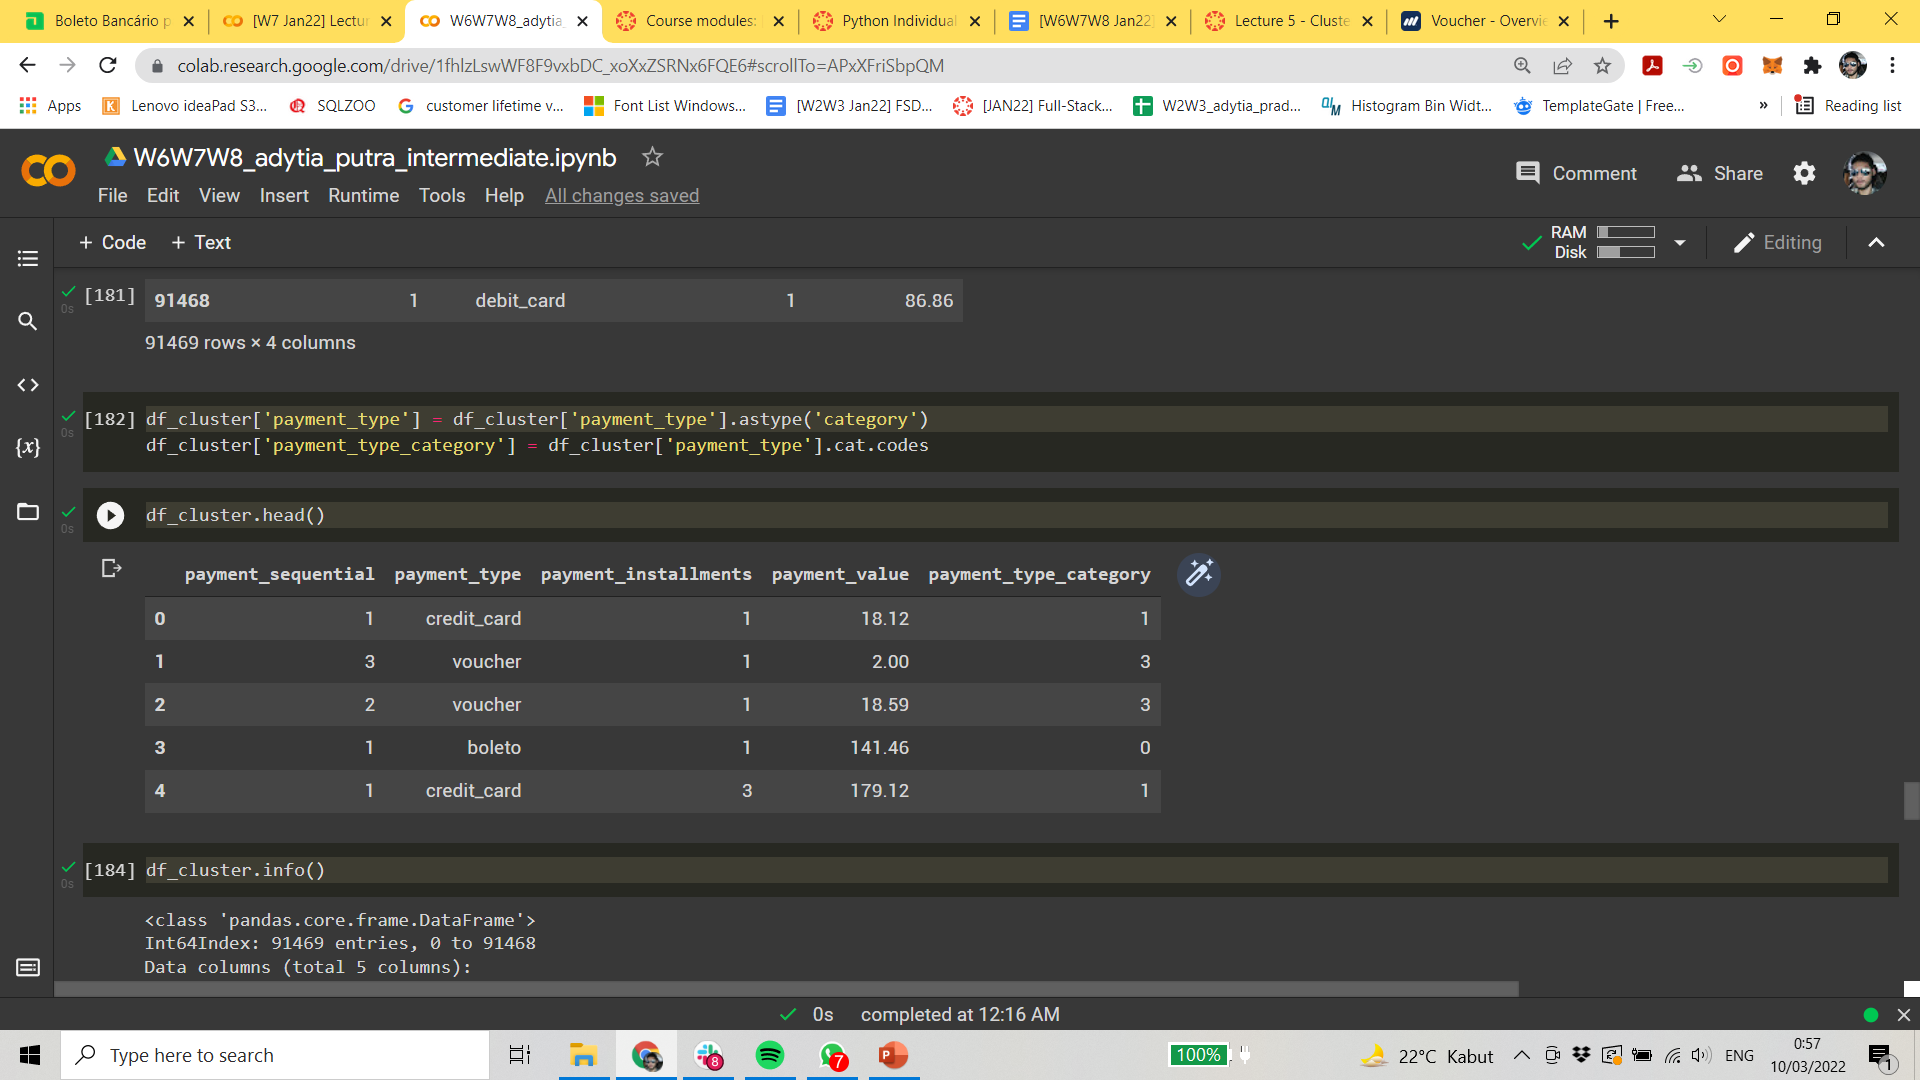 Boleto Bancário p
[W7 Jan22] Lectur
W6W7W8_adytia_
Course modules:
Python Individual
[W6W7W8 Jan22]
Lecture 5 - Cluste
Voucher - Overvie
colab.research.google.com/drive/1fhlzLswWF8F9vxbDC_xoXxZSRNx6FQE6#scrollTo=APxXFriSbpQM
Apps
Lenovo ideaPad S3...
SQLZOO
customer lifetime v...
Font List Windows...
[W2W3 Jan22] FSD...
[JAN22] Full-Stack...
W2W3_adytia_prad...
Histogram Bin Widt...
TemplateGate | Free...
»
Reading list
W6W7W8_adytia_putra_intermediate.ipynb
File Edit View Insert Runtime Tools Help All changes saved
Comment
Share
+ Code + Text
RAM
Disk
Editing
[181] 91468 1 debit_card 1 86.86
0s
91469 rows × 4 columns
[182] df_cluster['payment_type'] = df_cluster['payment_type'].astype('category')
0s
df_cluster['payment_type_category'] = df_cluster['payment_type'].cat.codes
df_cluster.head()
0s
payment_sequential payment_type payment_installments payment_value payment_type_category
0 1 credit_card 1 18.12 1
1 3 voucher 1 2.00 3
2 2 voucher 1 18.59 3
3 1 boleto 1 141.46 0
4 1 credit_card 3 179.12 1
[184] df_cluster.info()
0s
<class 'pandas.core.frame.DataFrame'>
Int64Index: 91469 entries, 0 to 91468
Data columns (total 5 columns):
0s completed at 12:16 AM
Type here to search
8
7
100%
22°C Kabut
ENG
0:57
10/03/2022
1